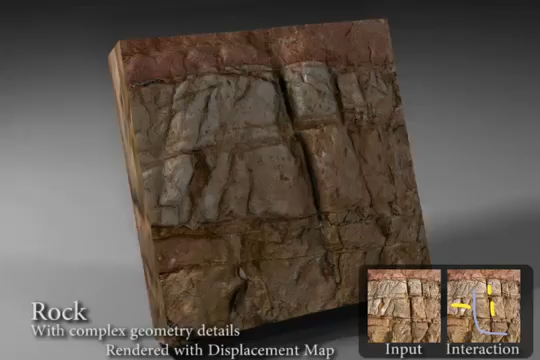 Rock
With complex geometry details
Rendered with Displacement Map
Input
Interaction